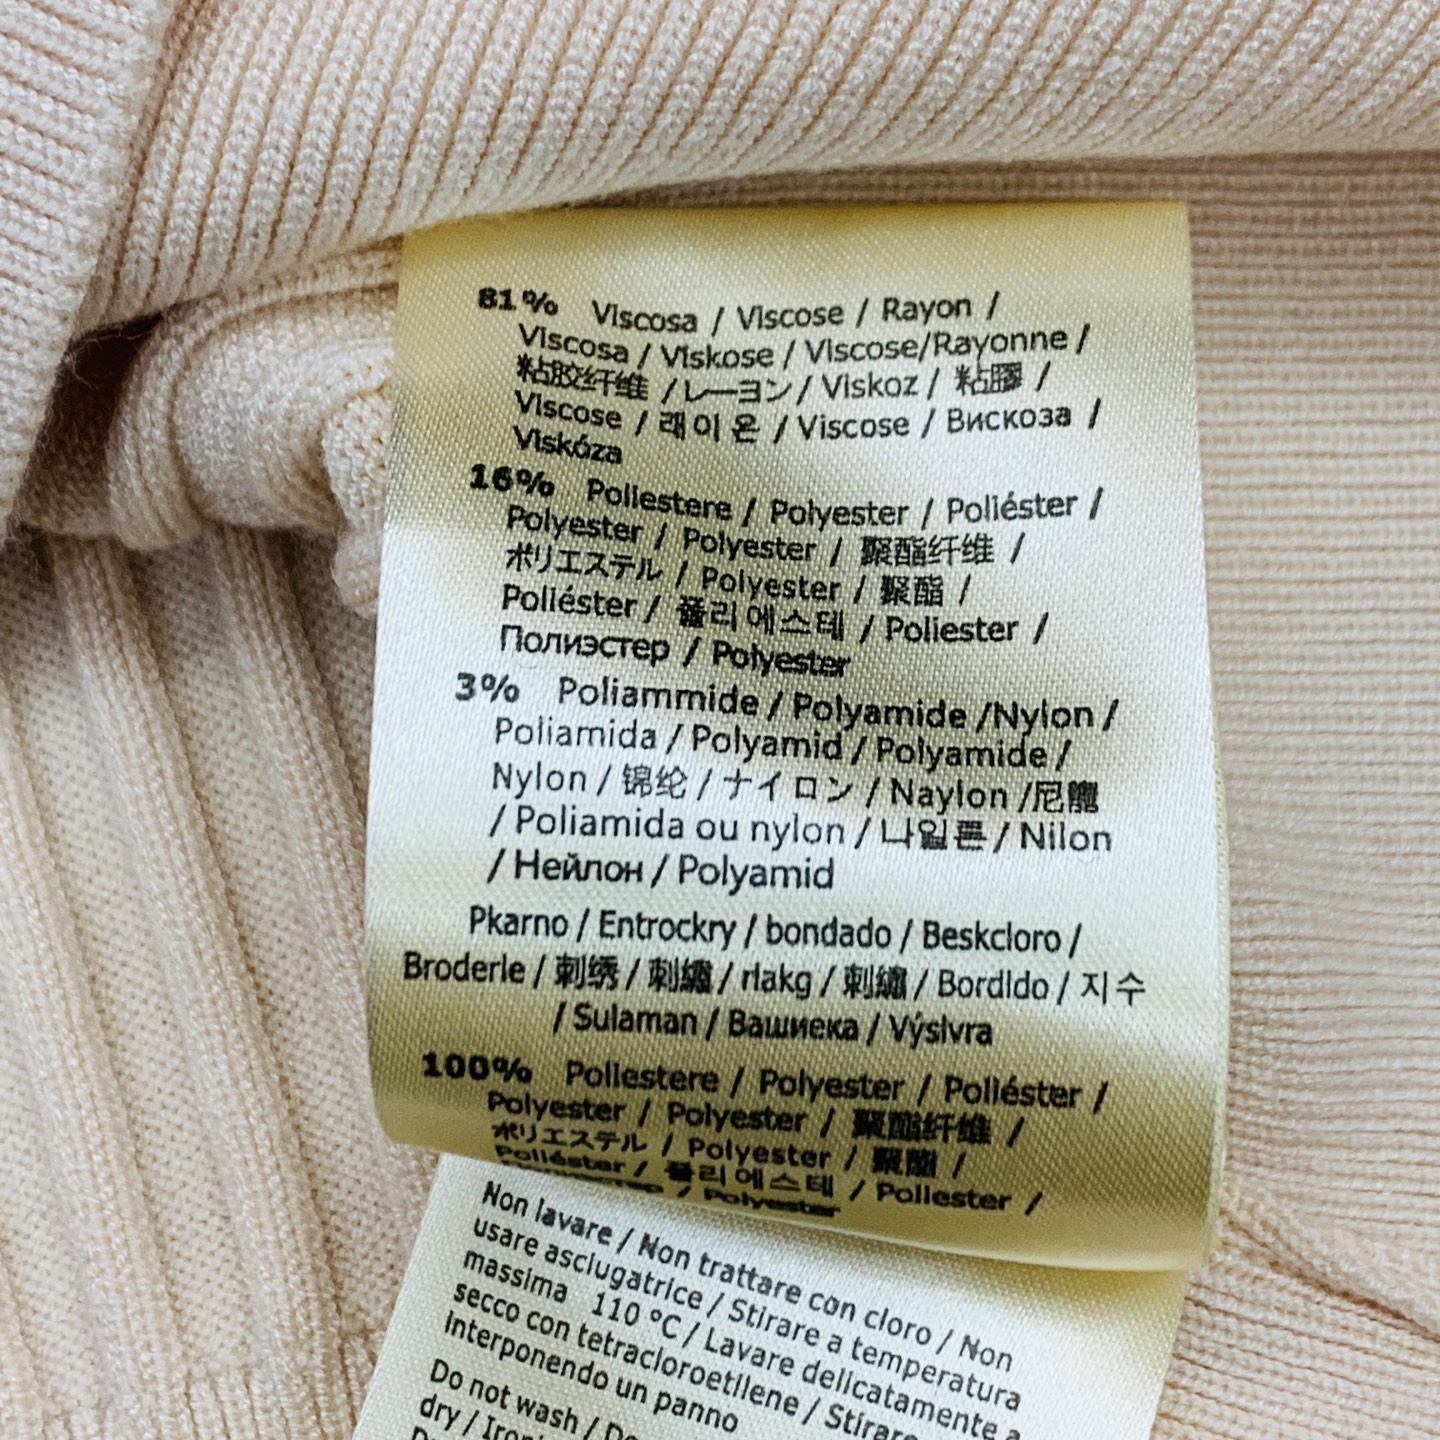 81% Viscosa / Viscose / Rayon /
Viscosa / Viskose / Viscose/Rayonne /
粘胶纤维 /レーヨン / Viskoz / 粘膠 /
Viscose / 래이온 / Viscose / Вискоза /
Viskóza
16% Poliestere / Polyester / Poliéster /
Polyester / Polyester / 聚酯纤维 /
ポリエステル / Polyester / 聚酯 /
Poliéster / 폴리에스테 / Poliester /
Полиэстер / Polyester
3% Poliammide / Polyamide /Nylon /
Poliamida / Polyamid / Polyamide /
Nylon / 锦纶 / ナイロン / Naylon /尼龍
/ Poliamida ou nylon / 나일론 / Nilon
/ Нейлон / Polyamid
Pkarno / Entrockry / bondado / Beskcloro /
Broderie / 刺绣 / 刺繡 / rlakg / 刺繡 / Bordldo / 지수
/ Sulaman / Вашиека / Výsivra
100% Poliestere / Polyester / Poliéster /
Polyester / Polyester / 聚酯纤维 /
ポリエステル / Polyester / 聚酯 /
Poliéster / 폴리에스테 / Poliester /
/ Polyester
Non lavare / Non trattare con cloro / Non
usare asciugatrice / Stirare a temperatura
massima 110 °C / Lavare delicatamente a
secco con tetracloroetilene / Stirare
interponendo un panno
Do not wash /
dry /